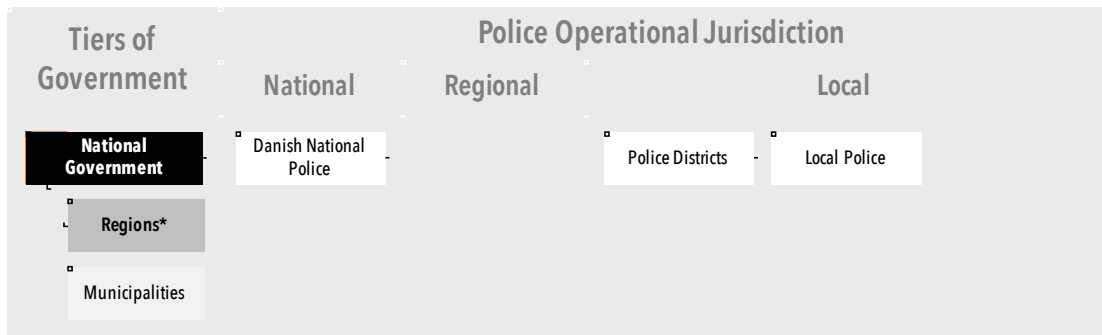 Tiers of
Government
Police Operational Jurisdiction
National
Regional
Local
National
Government
Danish National
Police
Police Districts
Local Police
Regions*
Municipalities